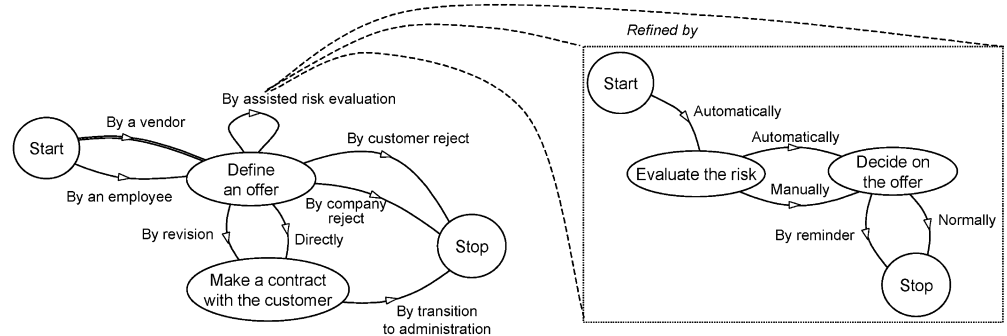 Refined by
Start
By a vendor
By an employee
By assisted risk evaluation
Define
an offer
By customer reject
By company
reject
By revision
Directly
Stop
Make a contract
with the customer
By transition
to administration
Start
Automatically
Evaluate the risk
Automatically
Manually
Decide on
the offer
By reminder
Normally
Stop